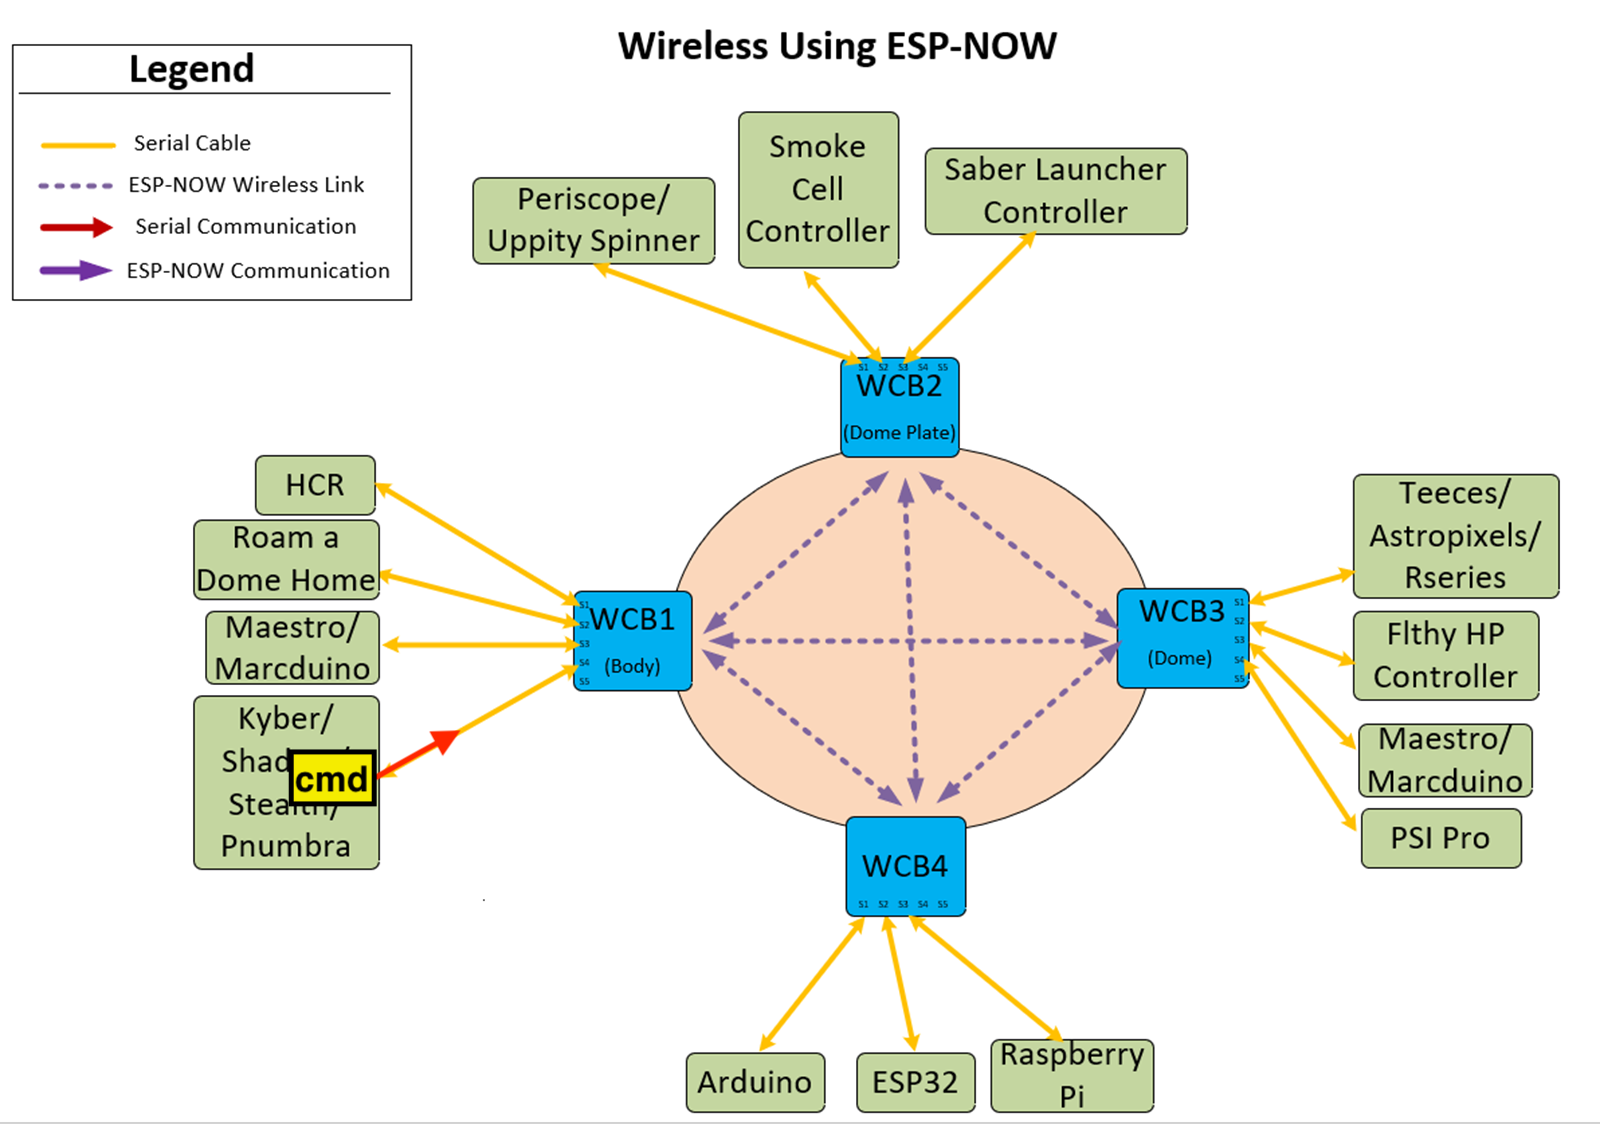 Wireless Using ESP-NOW
Legend
Serial Cable
ESP-NOW Wireless Link
Serial Communication
ESP-NOW Communication
Periscope/
Uppity Spinner
Smoke
Cell
Controller
Saber Launcher
Controller
S1 S2 S3 S4 S5
WCB2
(Dome Plate)
HCR
Roam a
Dome Home
Maestro/
Marcduino
Kyber/
Stealth/
Pnumbra
cmd
S1
S2
S3
S4
S5
WCB1
(Body)
WCB3
(Dome)
S1
S2
S3
S4
S5
Teeces/
Astropixels/
Rseries
Flthy HP
Controller
Maestro/
Marcduino
PSI Pro
WCB4
S1 S2 S3 S4 S5
Arduino
ESP32
Raspberry
Pi